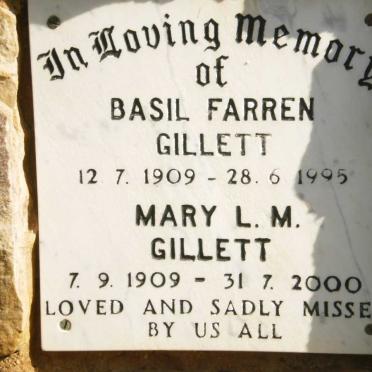 In Loving Memory
of
BASIL FARREN
GILLETT
12 7. 1909 - 28. 6 1995
MARY L. M.
GILLETT
7. 9. 1909 - 31 7. 2000
LOVED AND SADLY MISSE
BY US ALL